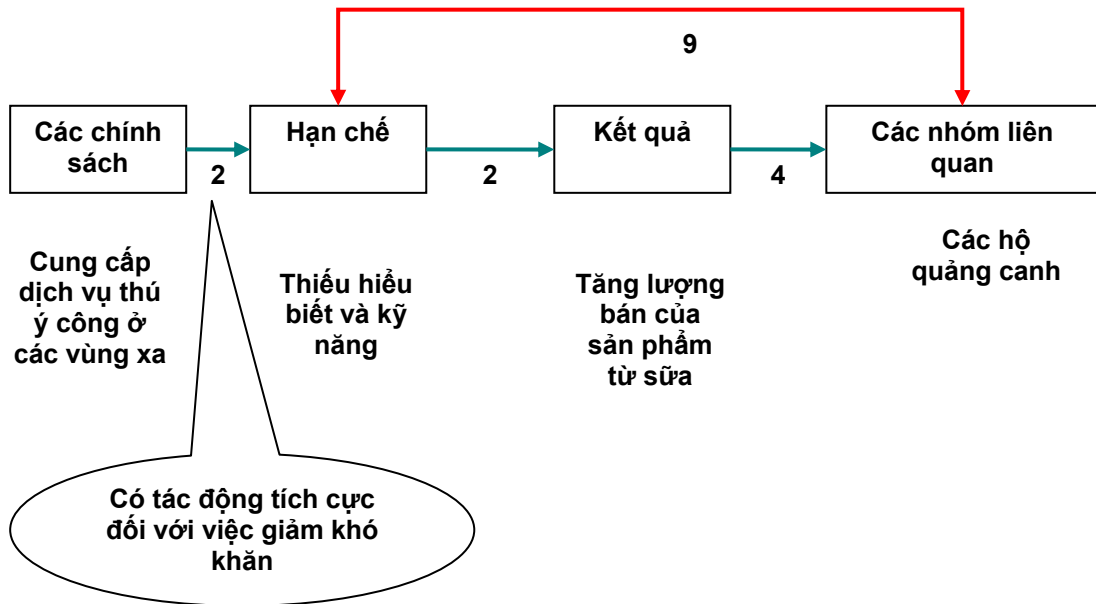 9
Các chính
sách
Hạn chế
Kết quả
Các nhóm liên
quan
2
2
4
Cung cấp
dịch vụ thú
ý công ở
các vùng xa
Thiếu hiểu
biết và kỹ
năng
Tăng lượng
bán của
sản phẩm
từ sữa
Các hộ
quảng canh
Có tác động tích cực
đối với việc giảm khó
khăn